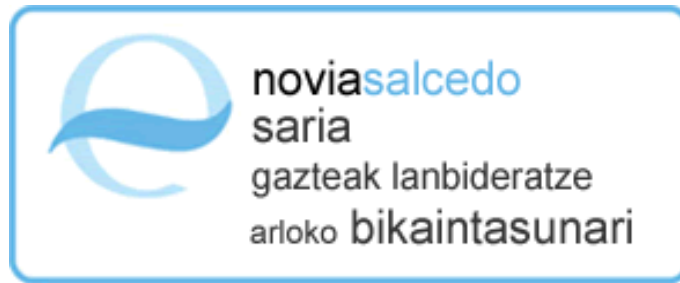 noviasalcedo
saria
gazteak lanbideratze
arloko bikaintasunari